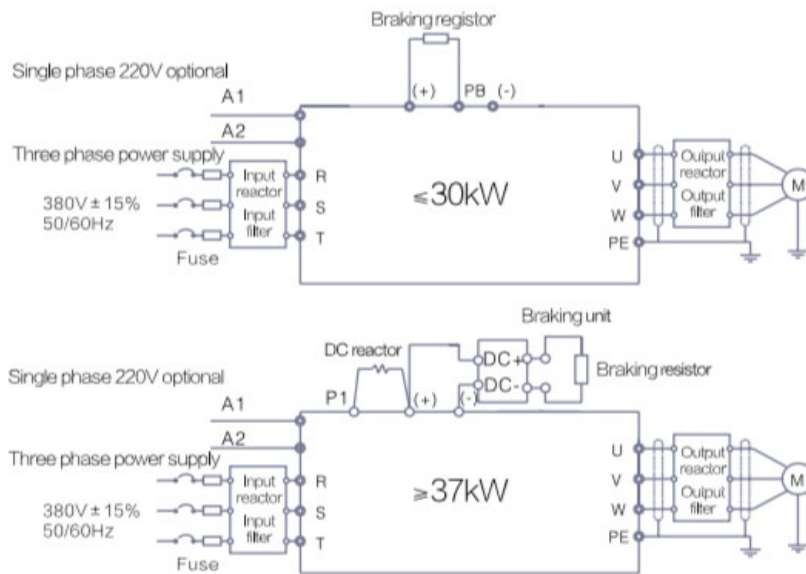 Braking registor
Single phase 220V optional
(+) PB (-)
A1
A2
Three phase power supply
380V ± 15%
50/60Hz
Fuse
Input
reactor
Input
filter
R
S
T
≤30kW
U
V
W
PE
Output
reactor
Output
filter
M
Braking unit
DC reactor
DC+
DC-
Braking resistor
Single phase 220V optional
P1 (+) (-)
A1
A2
Three phase power supply
380V ± 15%
50/60Hz
Fuse
Input
reactor
Input
filter
R
S
T
≧37kW
U
V
W
PE
Output
reactor
Output
filter
M